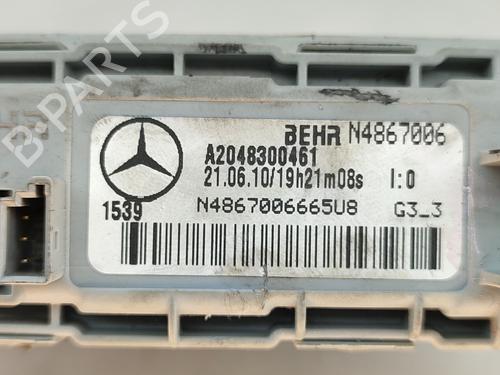 BEHR N4867006
A2048300461
21.06.10/19h21m08s I:0
1539 N4867006665U8 G3_3
B-PARTS